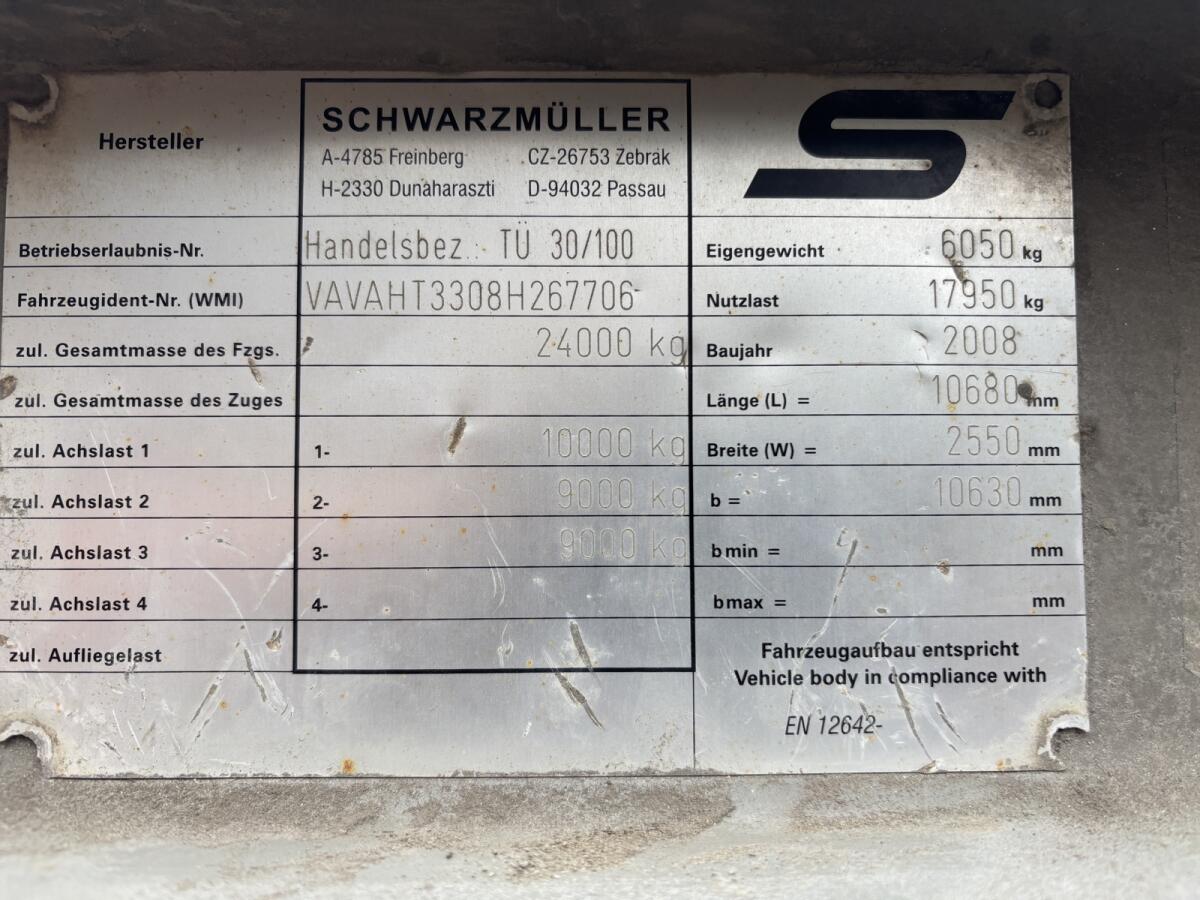 Hersteller
SCHWARZMÜLLER
A-4785 Freinberg CZ-26753 Zebrák
H-2330 Dunaharaszti D-94032 Passau
S
Betriebserlaubnis-Nr. Handelsbez.: TÜ 30/100
Fahrzeugident-Nr. (WMI) VAVAHT3308H267706
zul. Gesamtmasse des Fzgs. 24000 kg
zul. Gesamtmasse des Zuges
zul. Achslast 1 1- 10000 kg
zul. Achslast 2 2- 9000 kg
zul. Achslast 3 3- 9000 kg
zul. Achslast 4 4-
zul. Aufliegelast
Eigengewicht 6050 kg
Nutzlast 17950 kg
Baujahr 2008
Länge (L) = 10680 mm
Breite (W) = 2550 mm
b = 10630 mm
b min = mm
b max = mm
Fahrzeugaufbau entspricht
Vehicle body in compliance with
EN 12642-